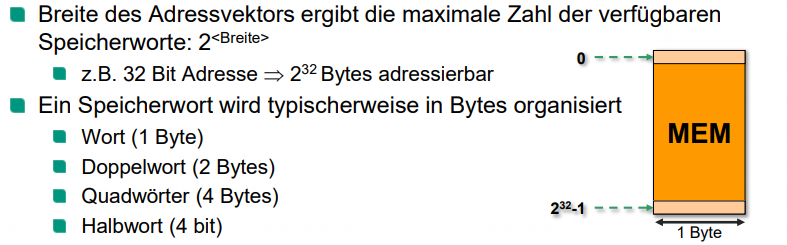 Breite des Adressvektors ergibt die maximale Zahl der verfügbaren
Speicherworte: 2<Breite>
z.B. 32 Bit Adresse ⇒ 2³² Bytes adressierbar
Ein Speicherwort wird typischerweise in Bytes organisiert
Wort (1 Byte)
Doppelwort (2 Bytes)
Quadwörter (4 Bytes)
Halbwort (4 bit)
0
MEM
2³²-1
1 Byte